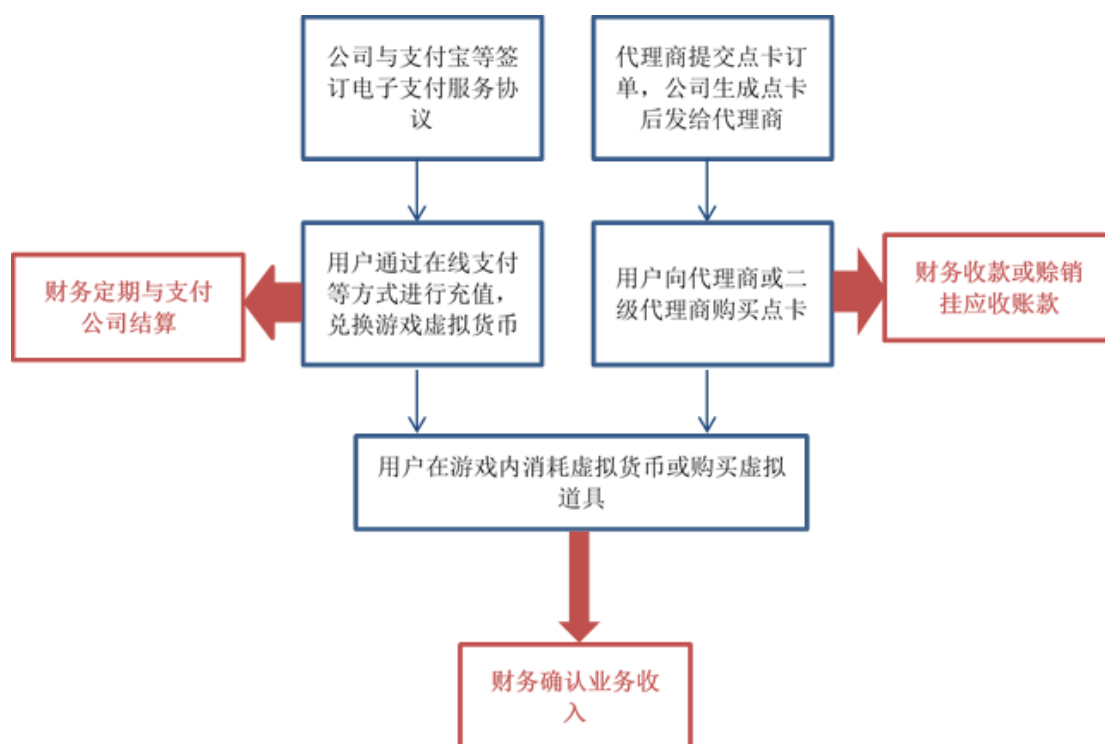 公司与支付宝等签
订电子支付服务协
议
代理商提交点卡订
单，公司生成点卡
后发给代理商
财务定期与支付
公司结算
用户通过在线支付
等方式进行充值，
兑换游戏虚拟货币
用户向代理商或二
级代理商购买点卡
财务收款或赊销
挂应收账款
用户在游戏内消耗虚拟货币或购买虚拟
道具
财务确认业务收
入